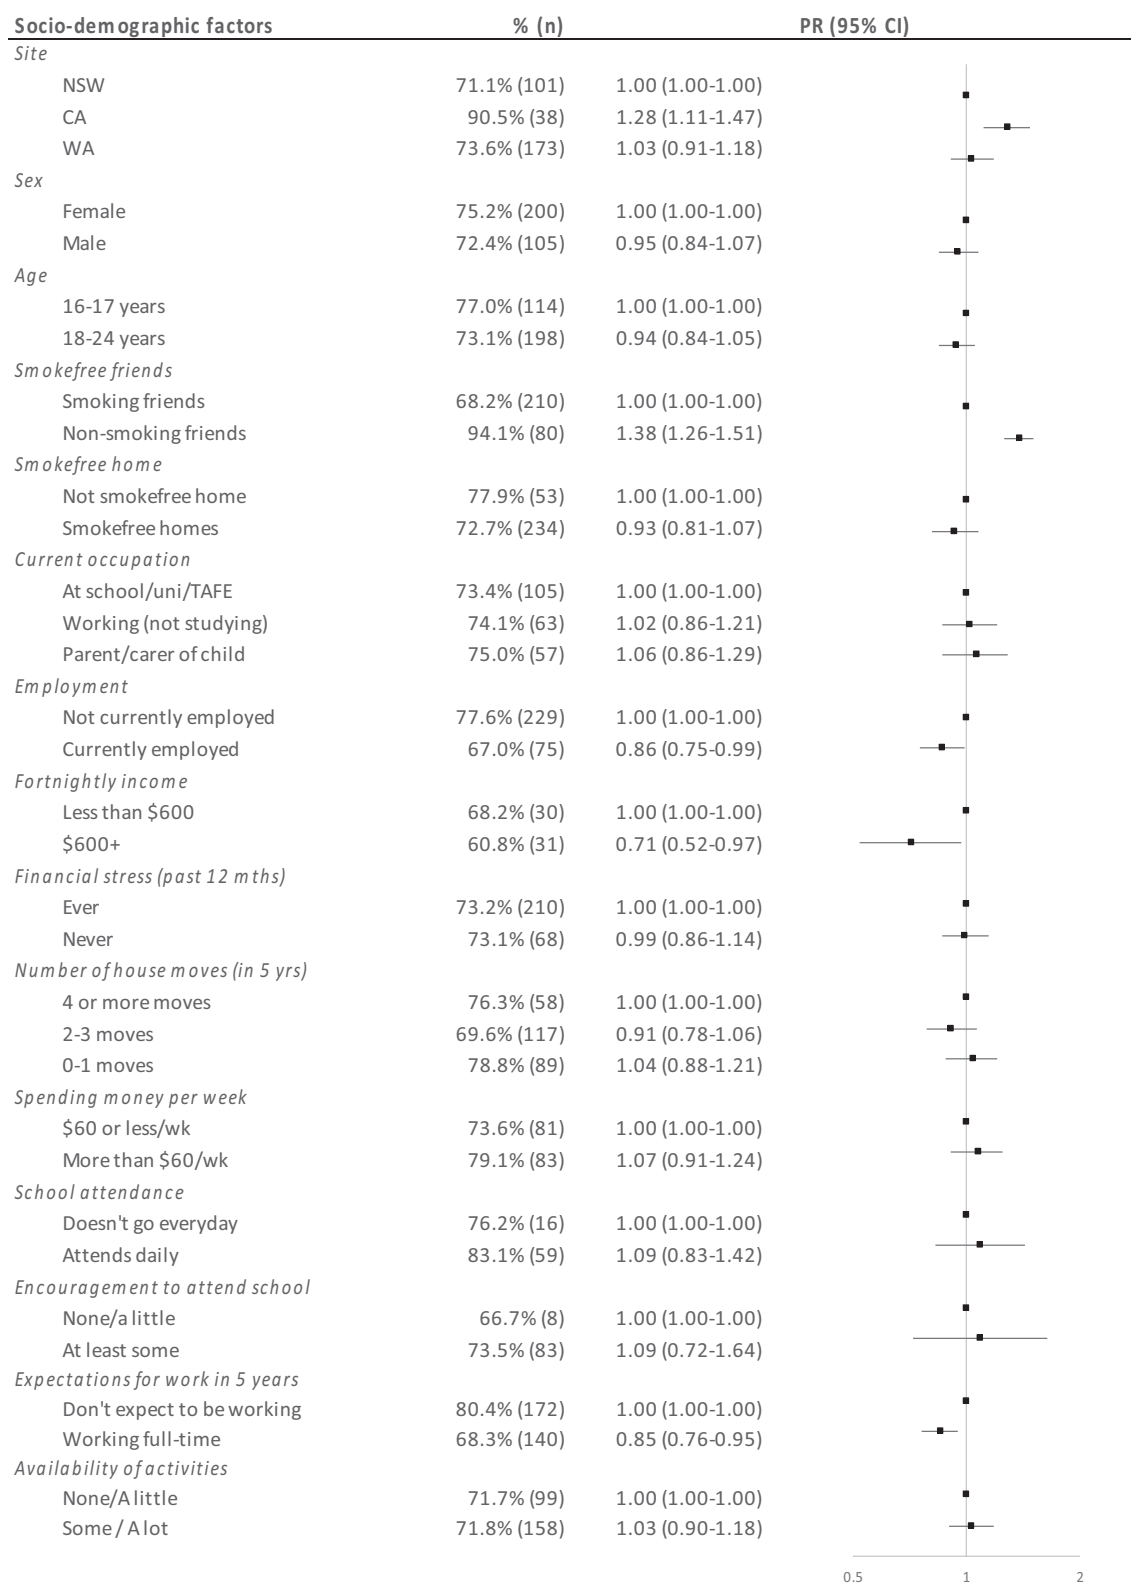 Socio-demographic factors % (n) PR (95% CI)
Site
NSW 71.1% (101) 1.00 (1.00-1.00)
CA 90.5% (38) 1.28 (1.11-1.47)
WA 73.6% (173) 1.03 (0.91-1.18)
Sex
Female 75.2% (200) 1.00 (1.00-1.00)
Male 72.4% (105) 0.95 (0.84-1.07)
Age
16-17 years 77.0% (114) 1.00 (1.00-1.00)
18-24 years 73.1% (198) 0.94 (0.84-1.05)
Smokefree friends
Smoking friends 68.2% (210) 1.00 (1.00-1.00)
Non-smoking friends 94.1% (80) 1.38 (1.26-1.51)
Smokefree home
Not smokefree home 77.9% (53) 1.00 (1.00-1.00)
Smokefree homes 72.7% (234) 0.93 (0.81-1.07)
Current occupation
At school/uni/TAFE 73.4% (105) 1.00 (1.00-1.00)
Working (not studying) 74.1% (63) 1.02 (0.86-1.21)
Parent/carer of child 75.0% (57) 1.06 (0.86-1.29)
Employment
Not currently employed 77.6% (229) 1.00 (1.00-1.00)
Currently employed 67.0% (75) 0.86 (0.75-0.99)
Fortnightly income
Less than $600 68.2% (30) 1.00 (1.00-1.00)
$600+ 60.8% (31) 0.71 (0.52-0.97)
Financial stress (past 12 mths)
Ever 73.2% (210) 1.00 (1.00-1.00)
Never 73.1% (68) 0.99 (0.86-1.14)
Number of house moves (in 5 yrs)
4 or more moves 76.3% (58) 1.00 (1.00-1.00)
2-3 moves 69.6% (117) 0.91 (0.78-1.06)
0-1 moves 78.8% (89) 1.04 (0.88-1.21)
Spending money per week
$60 or less/wk 73.6% (81) 1.00 (1.00-1.00)
More than $60/wk 79.1% (83) 1.07 (0.91-1.24)
School attendance
Doesn't go everyday 76.2% (16) 1.00 (1.00-1.00)
Attends daily 83.1% (59) 1.09 (0.83-1.42)
Encouragement to attend school
None/a little 66.7% (8) 1.00 (1.00-1.00)
At least some 73.5% (83) 1.09 (0.72-1.64)
Expectations for work in 5 years
Don't expect to be working 80.4% (172) 1.00 (1.00-1.00)
Working full-time 68.3% (140) 0.85 (0.76-0.95)
Availability of activities
None/A little 71.7% (99) 1.00 (1.00-1.00)
Some / A lot 71.8% (158) 1.03 (0.90-1.18)
0.5 1 2